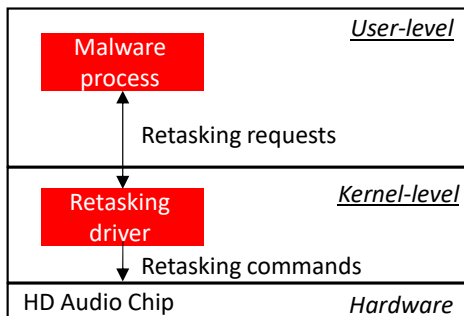 User-level
Malware
process
Retasking requests
Kernel-level
Retasking
driver
Retasking commands
HD Audio Chip
Hardware